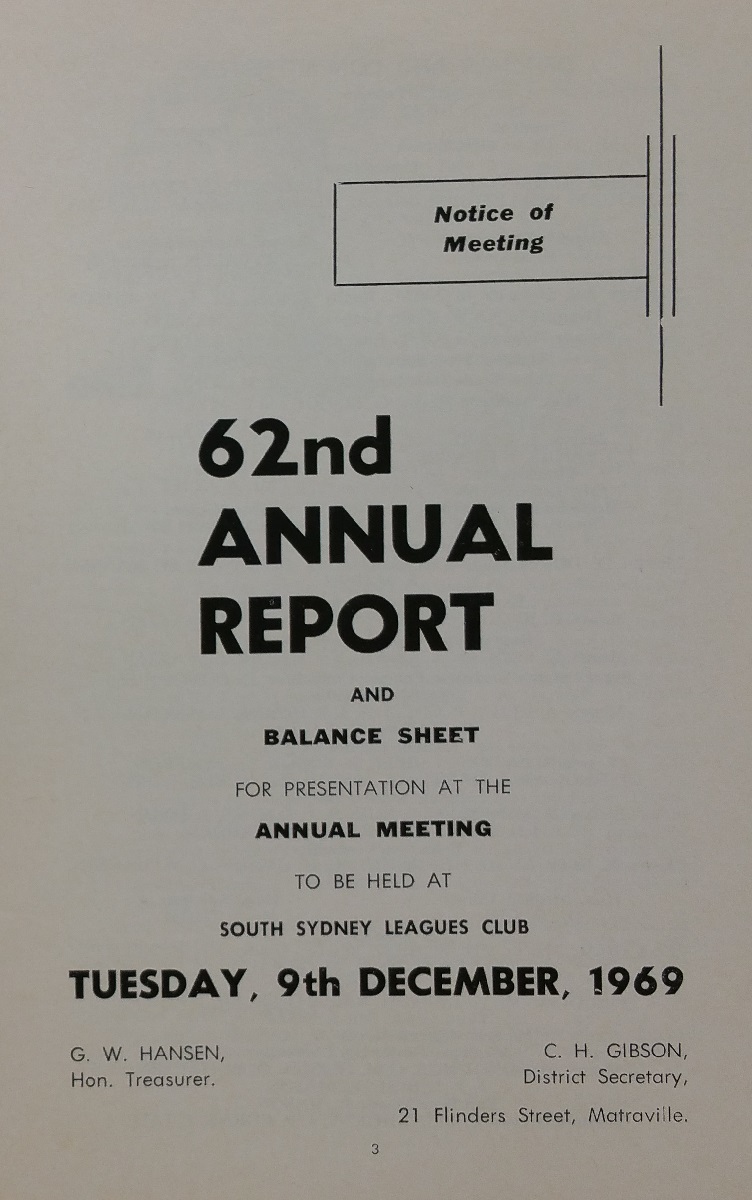 Notice of
Meeting
62nd
ANNUAL
REPORT
AND
BALANCE SHEET
FOR PRESENTATION AT THE
ANNUAL MEETING
TO BE HELD AT
SOUTH SYDNEY LEAGUES CLUB
TUESDAY, 9th DECEMBER, 1969
G. W. HANSEN,
Hon. Treasurer.
C. H. GIBSON,
District Secretary,
21 Flinders Street, Matraville.
3